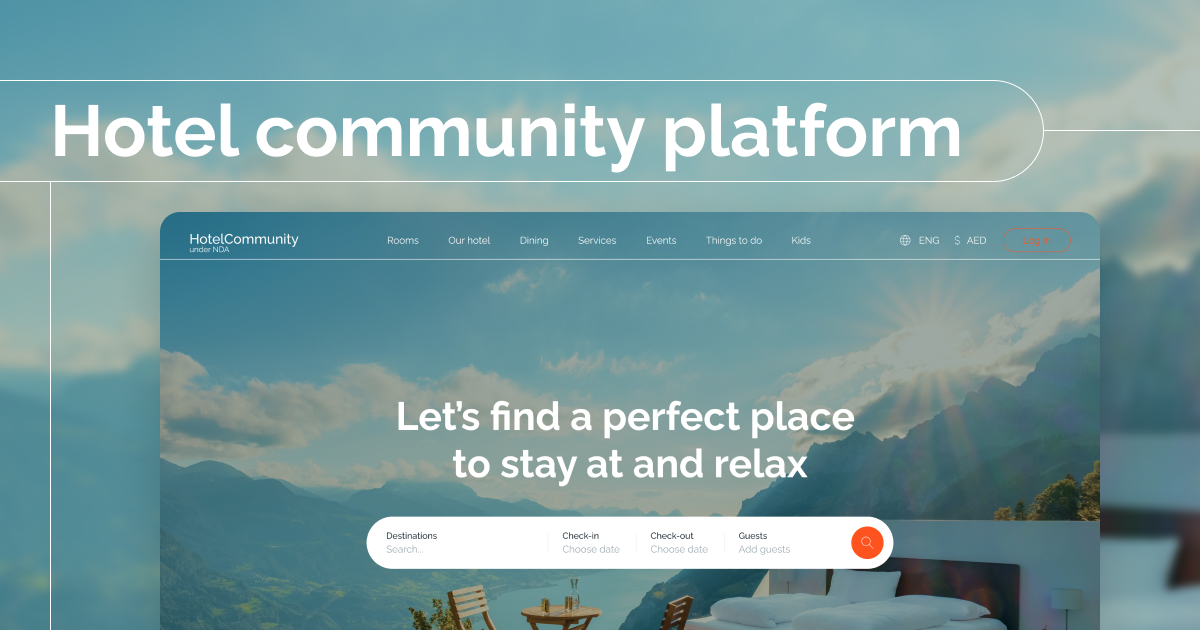 Hotel community platform
HotelCommunity
under NDA
Rooms Our hotel Dining Services Events Things to do Kids
ENG $ AED Log in
Let's find a perfect place
to stay at and relax
Destinations Check-in Check-out Guests
Search... Choose date Choose date Add guests